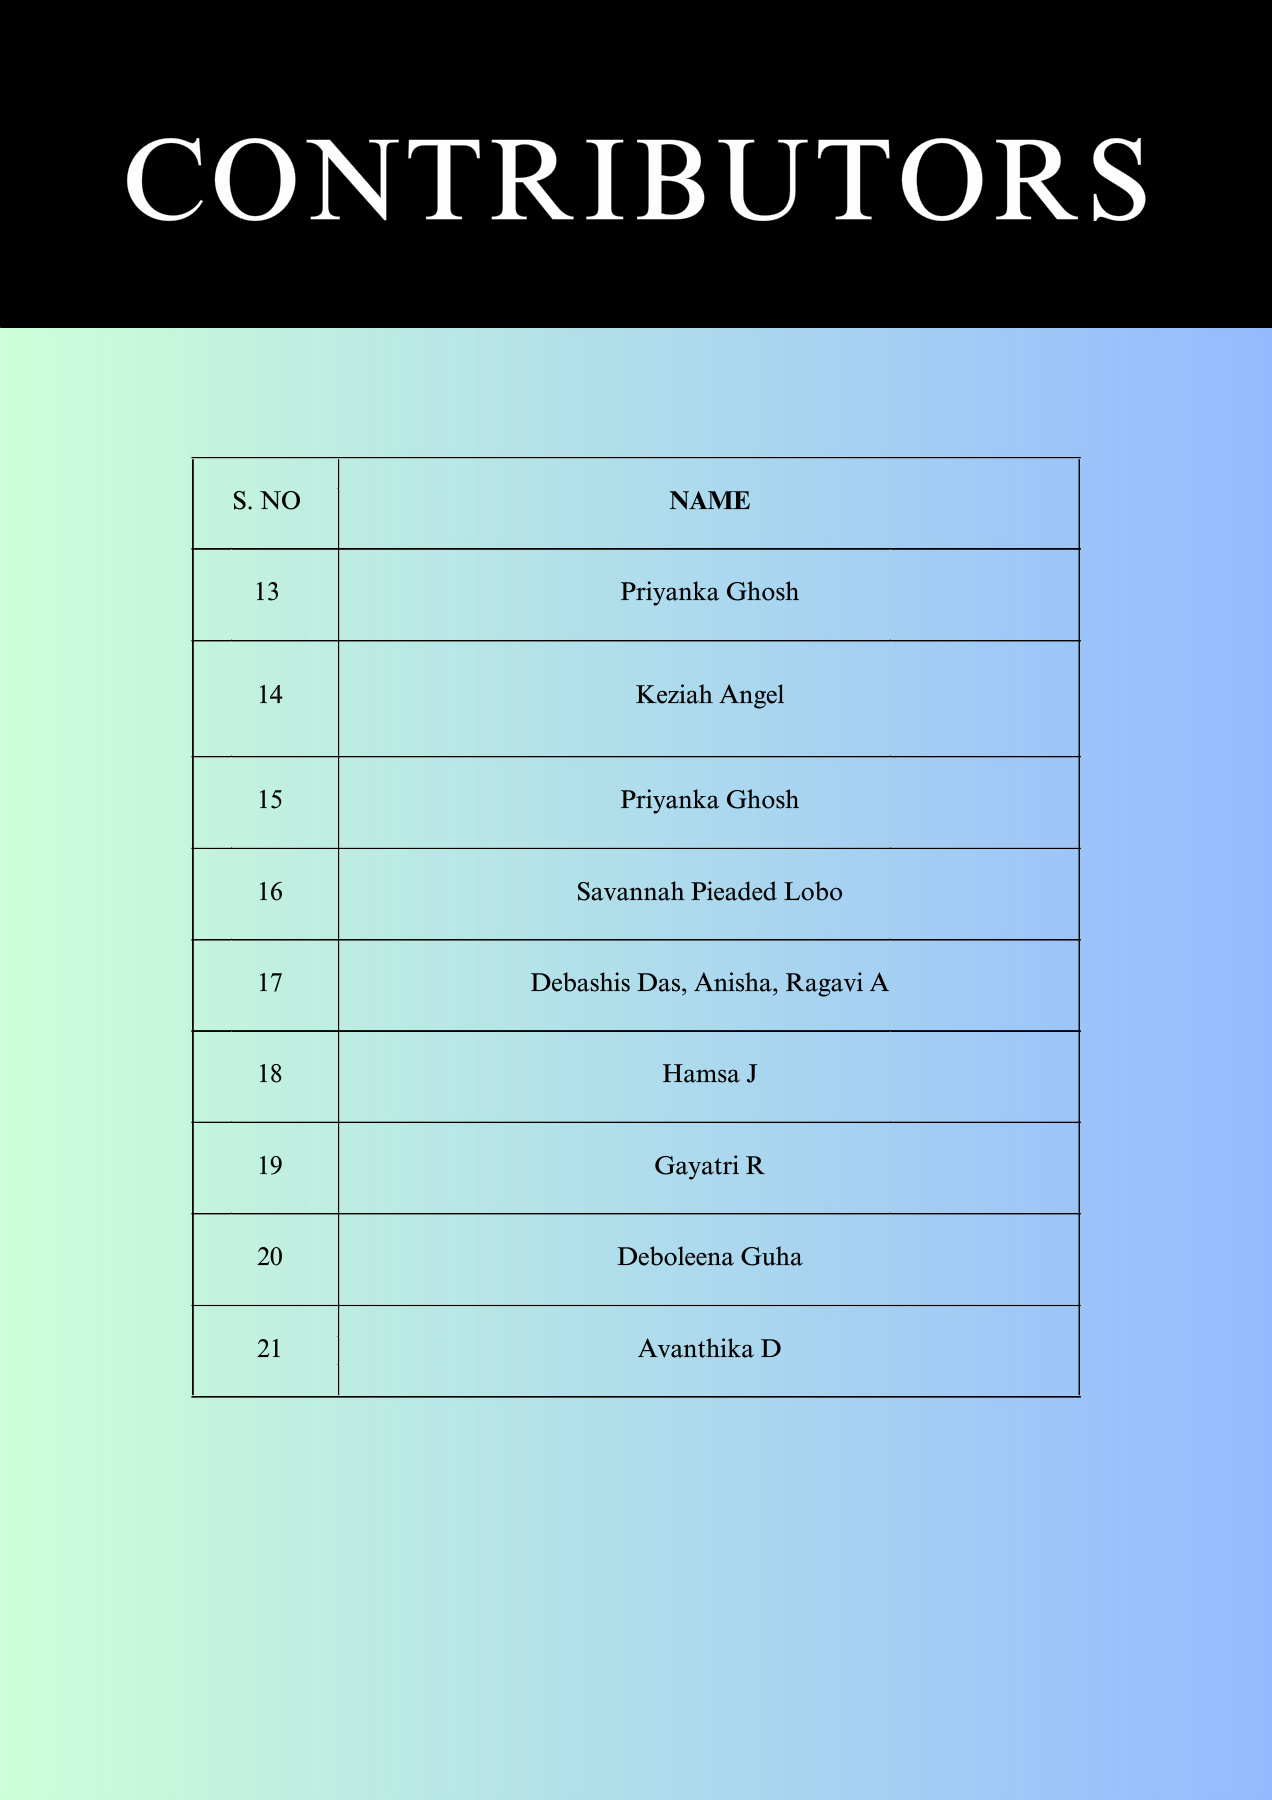 CONTRIBUTORS
S. NO NAME
13 Priyanka Ghosh
14 Keziah Angel
15 Priyanka Ghosh
16 Savannah Pieaded Lobo
17 Debashis Das, Anisha, Ragavi A
18 Hamsa J
19 Gayatri R
20 Deboleena Guha
21 Avanthika D